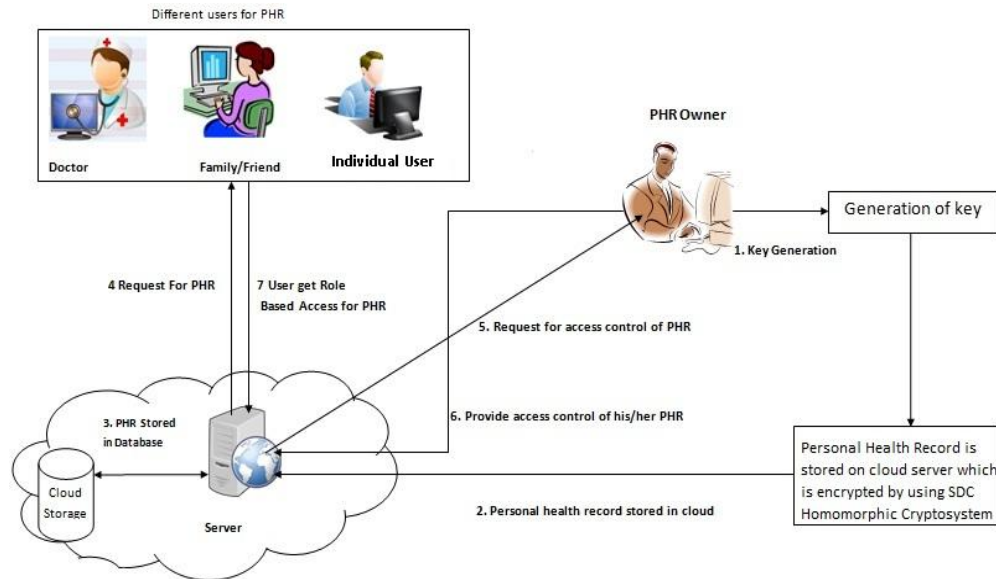 Different users for PHR
Doctor
Family/Friend
Individual User
PHR Owner
Generation of key
1. Key Generation
4 Request For PHR
7 User get Role
Based Access for PHR
5. Request for access control of PHR
6. Provide access control of his/her PHR
3. PHR Stored
in Database
Cloud
Storage
Server
2. Personal health record stored in cloud
Personal Health Record is
stored on cloud server which
is encrypted by using SDC
Homomorphic Cryptosystem